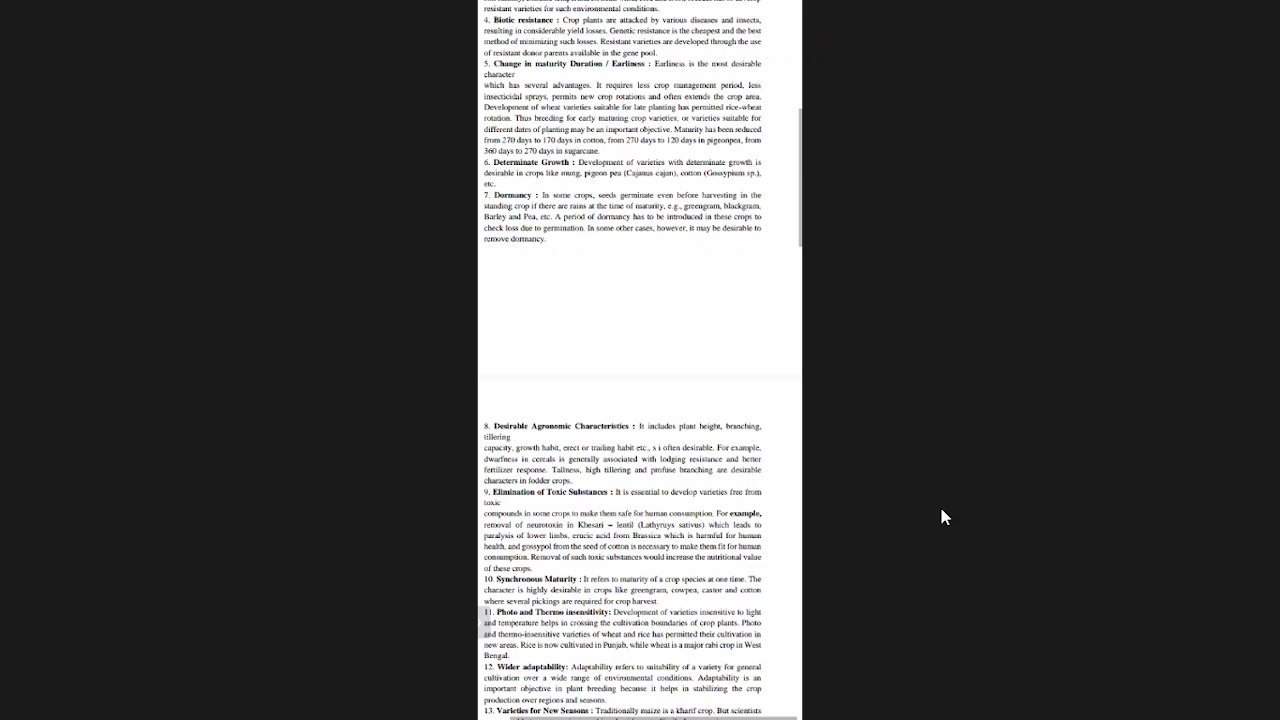 resistant varieties for such environmental conditions.
4. Biotic resistance : Crop plants are attacked by various diseases and insects,
resulting in considerable yield losses. Genetic resistance is the cheapest and the best
method of minimizing such losses. Resistant varieties are developed through the use
of resistant donor parents available in the gene pool.
5. Change in maturity Duration / Earliness : Earliness is the most desirable
character
which has several advantages. It requires less crop management period, less
insecticidal sprays, permits new crop rotations and often extends the crop area.
Development of wheat varieties suitable for late planting has permitted rice-wheat
rotation. Thus breeding for early maturing crop varieties, or varieties suitable for
different dates of planting may be an important objective. Maturity has been reduced
from 270 days to 170 days in cotton, from 270 days to 120 days in pigeonpea, from
360 days to 270 days in sugarcane.
6. Determinate Growth : Development of varieties with determinate growth is
desirable in crops like mung, pigeon pea (Cajanus cajan), cotton (Gossypium sp.),
etc.
7. Dormancy : In some crops, seeds germinate even before harvesting in the
standing crop if there are rains at the time of maturity, e.g., greengram, blackgram,
Barley and Pea, etc. A period of dormancy has to be introduced in these crops to
check loss due to germination. In some other cases, however, it may be desirable to
remove dormancy.
8. Desirable Agronomic Characteristics : It includes plant height, branching,
tillering
capacity, growth habit, erect or trading habit etc., s i often desirable. For example,
dwarfness in cereals is generally associated with lodging resistance and better
fertilizer response. Tallness, high tillering and profuse branching are desirable
characters in fodder crops.
9. Elimination of Toxic Substances : It is essential to develop varieties free from
toxic
compounds in some crops to make them safe for human consumption. For example,
removal of neurotoxin in Khesari – lentil (Lathyruys sativus) which leads to
paralysis of lower limbs, erucic acid from Brassica which is harmful for human
health, and gossypol from the seed of cotton is necessary to make them fit for human
consumption. Removal of such toxic substances would increase the nutritional value
of these crops.
10. Synchronous Maturity : It refers to maturity of a crop species at one time. The
character is highly desirable in crops like greengram, cowpea, castor and cotton
where several pickings are required for crop harvest.
11. Photo and Thermo insensitivity: Development of varieties insensitive to light
and temperature helps in crossing the cultivation boundaries of crop plants. Photo
and thermo-insensitive varieties of wheat and rice has permitted their cultivation in
new areas. Rice is now cultivated in Punjab, while wheat is a major rabi crop in West
Bengal.
12. Wider adaptability: Adaptability refers to suitability of a variety for general
cultivation over a wide range of environmental conditions. Adaptability is an
important objective in plant breeding because it helps in stabilizing the crop
production over regions and seasons.
13. Varieties for New Seasons : Traditionally maize is a kharif crop. But scientists